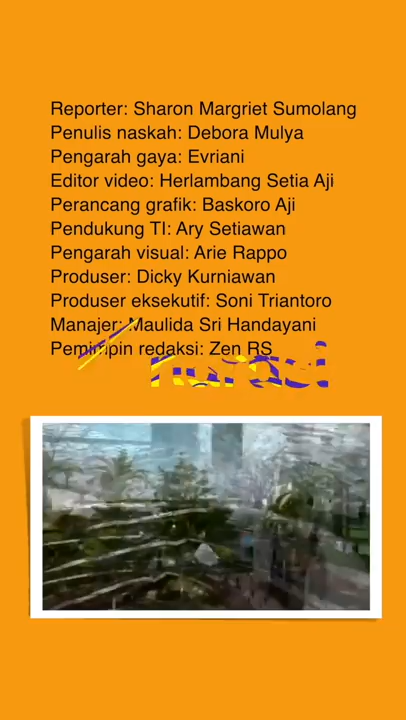 Reporter: Sharon Margriet Sumolang
Penulis naskah: Debora Mulya
Pengarah gaya: Evriani
Editor video: Herlambang Setia Aji
Perancang grafik: Baskoro Aji
Pendukung TI: Ary Setiawan
Pengarah visual: Arie Rappo
Produser: Dicky Kurniawan
Produser eksekutif: Soni Triantoro
Manajer: Maulida Sri Handayani
Pemimpin redaksi: Zen RS